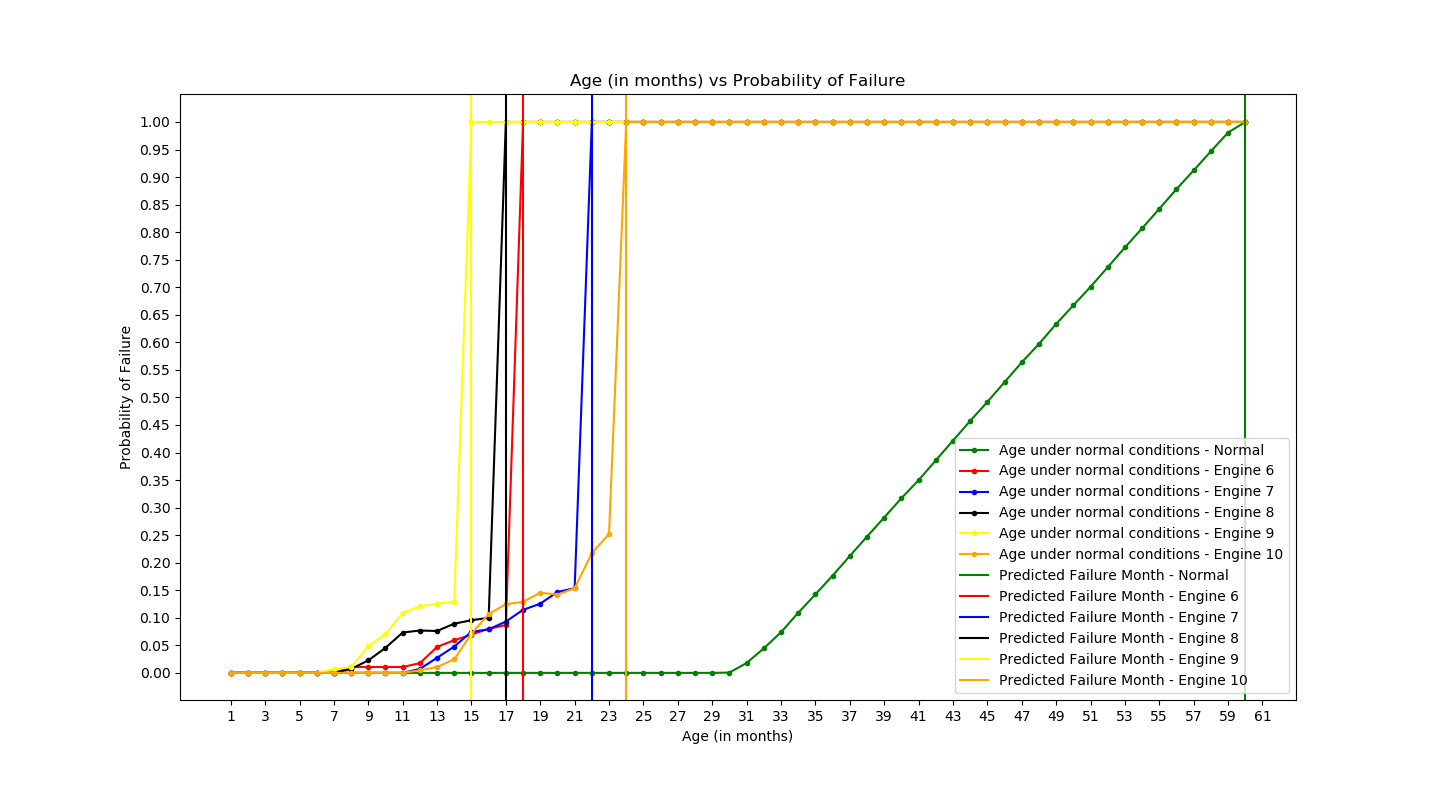 Age (in months) vs Probability of Failure
1.00
0.95
0.90
0.85
0.80
0.75
0.70
0.65
0.60
0.55
0.50
0.45
0.40
0.35
0.30
0.25
0.20
0.15
0.10
0.05
0.00
Probability of Failure
Age under normal conditions - Normal
Age under normal conditions - Engine 6
Age under normal conditions - Engine 7
Age under normal conditions - Engine 8
Age under normal conditions - Engine 9
Age under normal conditions - Engine 10
Predicted Failure Month - Normal
Predicted Failure Month - Engine 6
Predicted Failure Month - Engine 7
Predicted Failure Month - Engine 8
Predicted Failure Month - Engine 9
Predicted Failure Month - Engine 10
1 3 5 7 9 11 13 15 17 19 21 23 25 27 29 31 33 35 37 39 41 43 45 47 49 51 53 55 57 59 61
Age (in months)